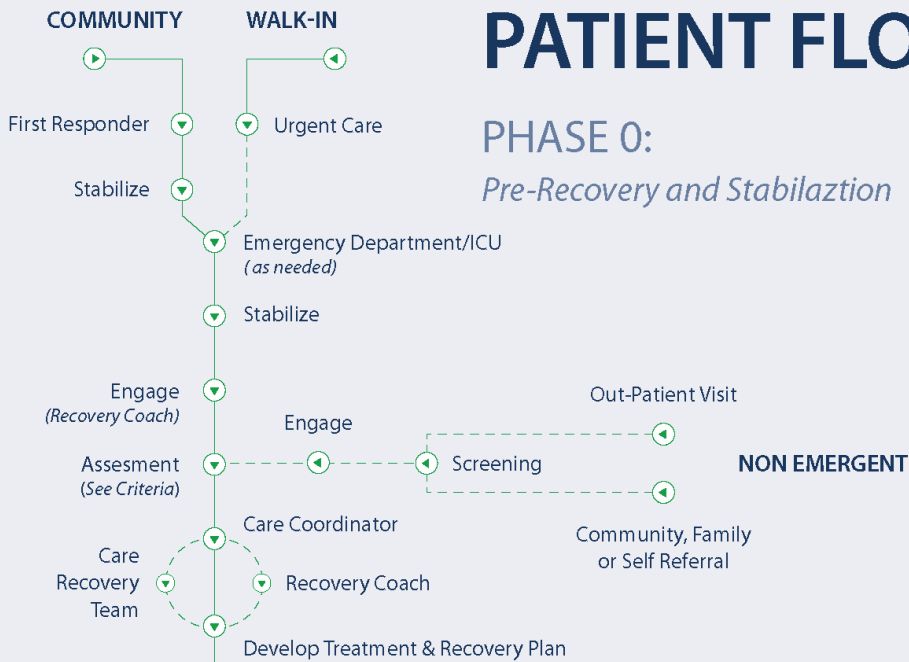 COMMUNITY
WALK-IN
PATIENT FLO
PHASE 0:
Pre-Recovery and Stabilaztion
First Responder
Urgent Care
Stabilize
Emergency Department/ICU
(as needed)
Stabilize
Engage
(Recovery Coach)
Engage
Out-Patient Visit
Assesment
(See Criteria)
Screening
NON EMERGENT
Community, Family
or Self Referral
Care Coordinator
Care
Recovery
Team
Recovery Coach
Develop Treatment & Recovery Plan